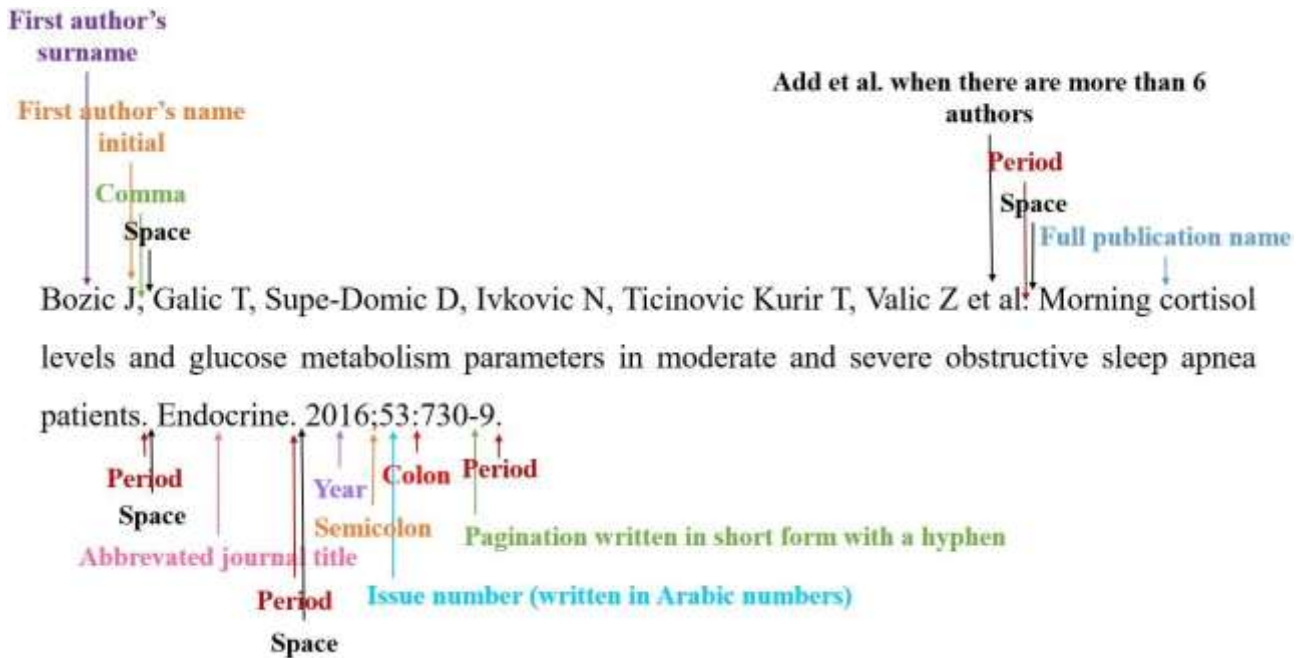 First author's
surname
Add et al. when there are more than 6
authors
First author's name
initial
Period
Comma
Space
Space
Full publication name
Bozic J, Galic T, Supe-Domic D, Ivkovic N, Ticinovic Kurir T, Valic Z et al. Morning cortisol
levels and glucose metabolism parameters in moderate and severe obstructive sleep apnea
patients. Endocrine. 2016;53:730-9.
Period
Space
Year
Colon
Period
Semicolon
Pagination written in short form with a hyphen
Abbrevated journal title
Issue number (written in Arabic numbers)
Period
Space